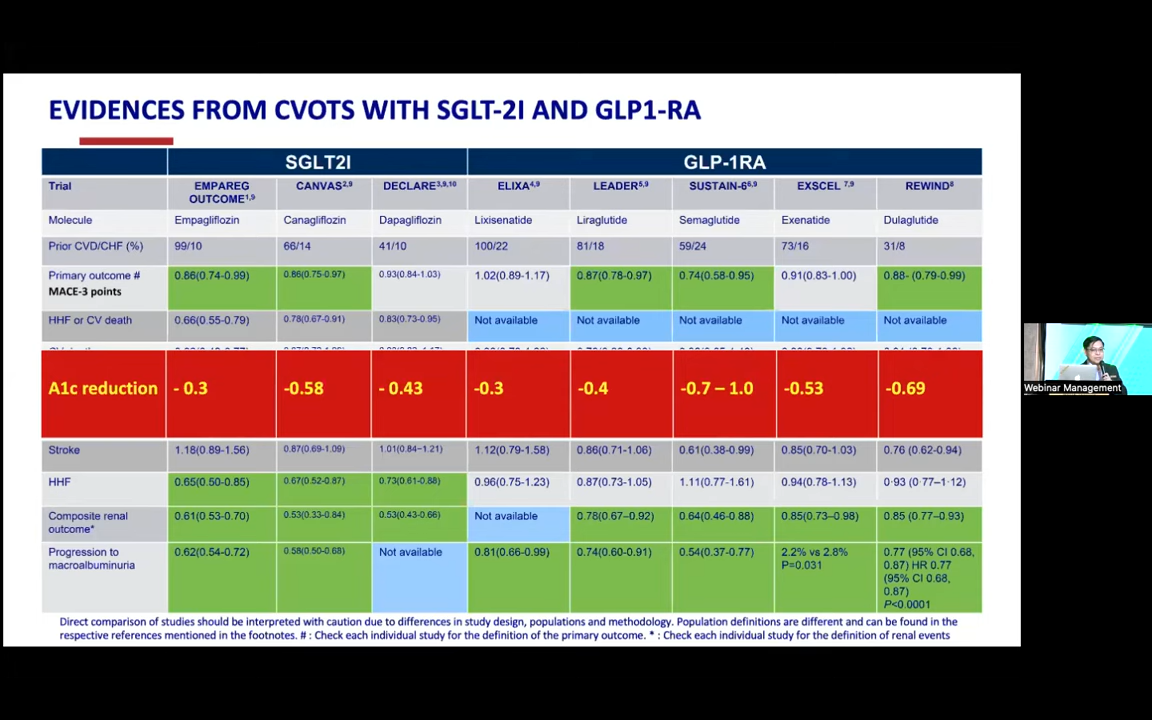 EVIDENCES FROM CVOTS WITH SGLT-2I AND GLP1-RA
SGLT2I GLP-1RA
Trial EMPAREG OUTCOME1,9 CANVAS2,9 DECLARE3,9,10 ELIXA4,9 LEADER5,9 SUSTAIN-66,9 EXSCEL 7,9 REWIND8
Molecule Empagliflozin Canagliflozin Dapagliflozin Lixisenatide Liraglutide Semaglutide Exenatide Dulaglutide
Prior CVD/CHF (%) 99/10 66/14 41/10 100/22 81/18 59/24 73/16 31/8
Primary outcome # 0.86(0.74-0.99) 0.86(0.75-0.97) 0.93(0.84-1.03) 1.02(0.89-1.17) 0.87(0.78-0.97) 0.74(0.58-0.95) 0.91(0.83-1.00) 0.88- (0.79-0.99)
MACE-3 points
HHF or CV death 0.66(0.55-0.79) 0.78(0.67-0.91) 0.83(0.73-0.95) Not available Not available Not available Not available Not available
A1c reduction - 0.3 -0.58 - 0.43 -0.3 -0.4 -0.7 – 1.0 -0.53 -0.69
Stroke 1.18(0.89-1.56) 0.87(0.69-1.09) 1.01(0.84–1.21) 1.12(0.79-1.58) 0.86(0.71-1.06) 0.61(0.38-0.99) 0.85(0.70-1.03) 0.76 (0.62-0.94)
HHF 0.65(0.50-0.85) 0.67(0.52-0.87) 0.73(0.61-0.88) 0.96(0.75-1.23) 0.87(0.73-1.05) 1.11(0.77-1.61) 0.94(0.78-1.13) 0·93 (0·77–1·12)
Composite renal outcome* 0.61(0.53-0.70) 0.53(0.33-0.84) 0.53(0.43-0.66) Not available 0.78(0.67–0.92) 0.64(0.46-0.88) 0.85(0.73–0.98) 0.85 (0.77–0.93)
Progression to macroalbuminuria 0.62(0.54-0.72) 0.58(0.50-0.68) Not available 0.81(0.66-0.99) 0.74(0.60-0.91) 0.54(0.37-0.77) 2.2% vs 2.8% P=0.031 0.77 (95% CI 0.68, 0.87) HR 0.77 (95% CI 0.68, 0.87) P<0.0001
Direct comparison of studies should be interpreted with caution due to differences in study design, populations and methodology. Population definitions are different and can be found in the
respective references mentioned in the footnotes. # : Check each individual study for the definition of the primary outcome. * : Check each individual study for the definition of renal events
Webinar Management